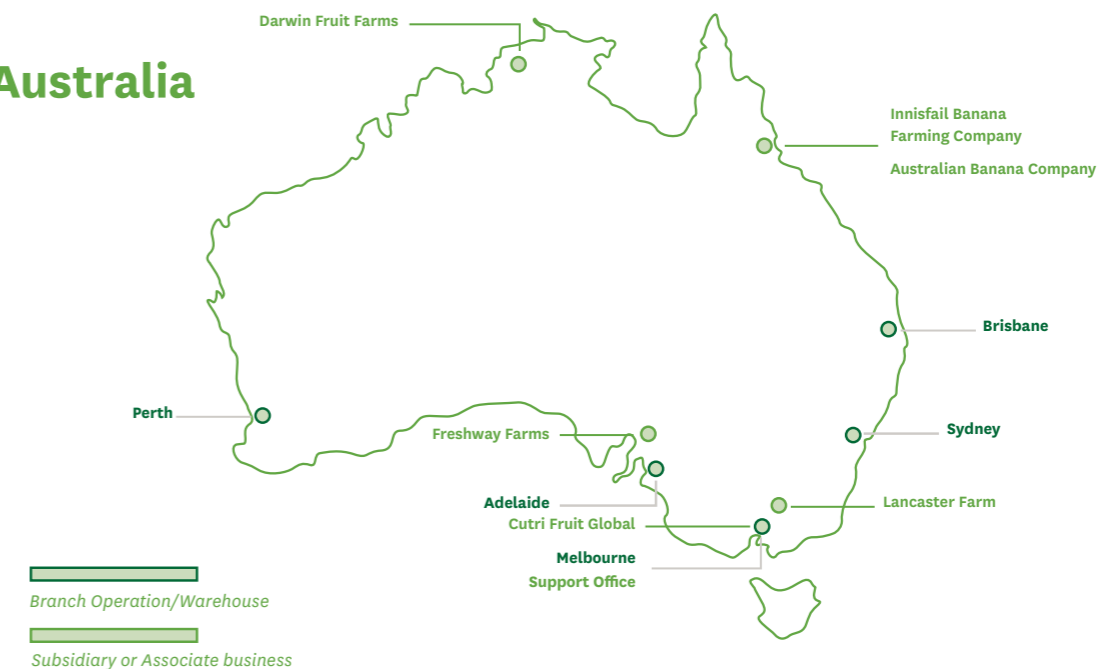 Darwin Fruit Farms
Australia
Innisfail Banana
Farming Company
Australian Banana Company
Brisbane
Perth
Freshway Farms
Sydney
Adelaide
Lancaster Farm
Cutri Fruit Global
Melbourne
Support Office
Branch Operation/Warehouse
Subsidiary or Associate business